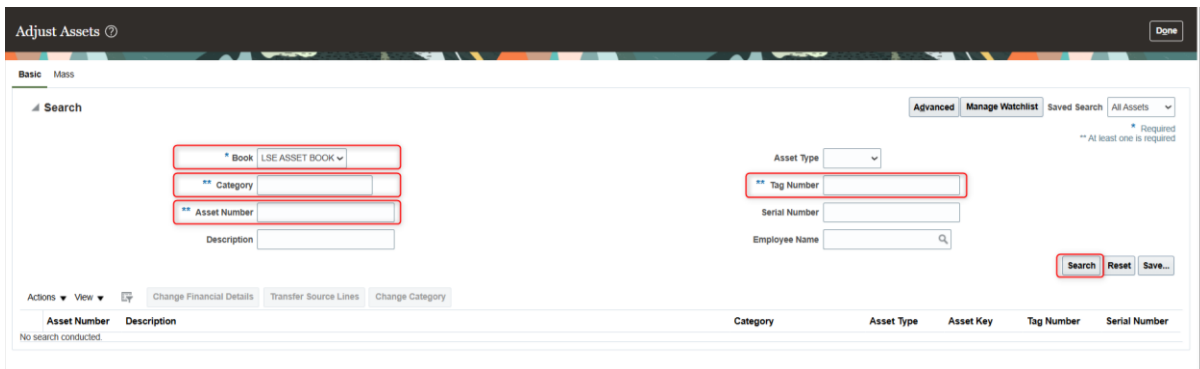 Adjust Assets ?
Done
Basic Mass
Search
Advanced Manage Watchlist Saved Search All Assets
* Required
** At least one is required
* Book LSE ASSET BOOK
Asset Type
** Category
** Tag Number
** Asset Number
Serial Number
Description
Employee Name
Search Reset Save...
Actions View Change Financial Details Transfer Source Lines Change Category
Asset Number Description Category Asset Type Asset Key Tag Number Serial Number
No search conducted.